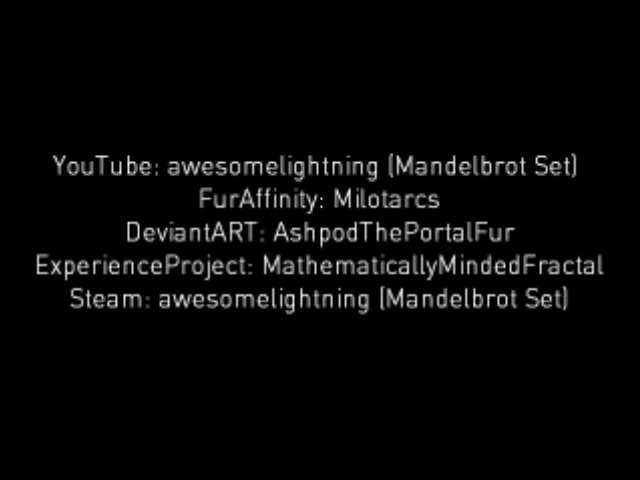 YouTube: awesomelightning (Mandelbrot Set)
FurAffinity: Milotarcs
DeviantART: AshpodThePortalFur
ExperienceProject: MathematicallyMindedFractal
Steam: awesomelightning (Mandelbrot Set)